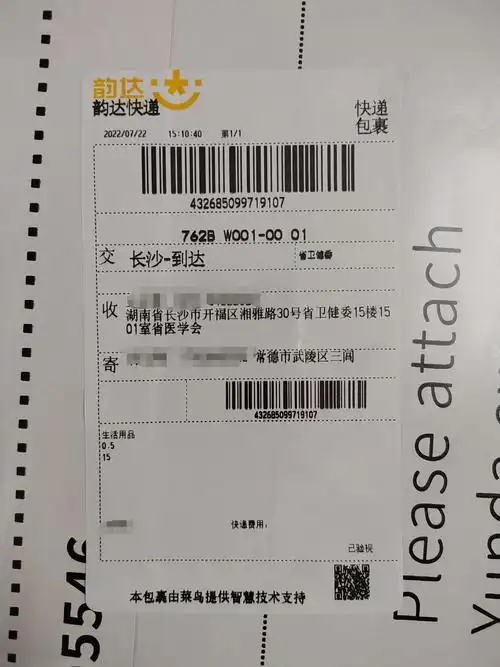 韵达
韵达快递
快递
包裹
2022/07/22 15:10:40 第1/1
432685099719107
762B W001-00 01
交 长沙-到达 省卫健委
收
湖南省长沙市开福区湘雅路30号省卫健委15楼15
01室省医学会
寄 常德市武陵区三闾
432685099719107
生活用品
0.5
15
快递费用:
已验视
本包裹由菜鸟提供智慧技术支持
Please attach
Yunda
5546